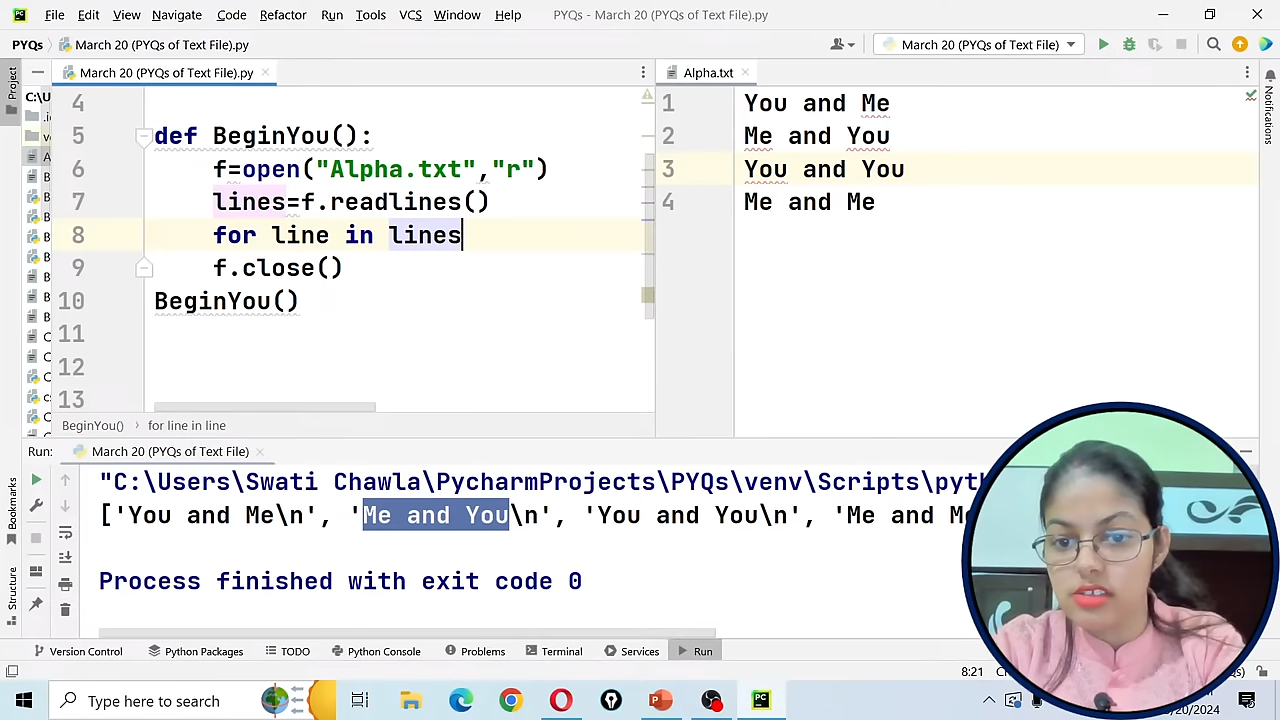 File Edit View Navigate Code Refactor Run Tools VCS Window Help PYQs - March 20 (PYQs of Text File).py
PYQs March 20 (PYQs of Text File).py
March 20 (PYQs of Text File)
Project
March 20 (PYQs of Text File).py
Alpha.txt
Notifications
C:\U
4
5 def BeginYou():
6 f=open("Alpha.txt","r")
7 lines=f.readlines()
8 for line in lines
9 f.close()
10 BeginYou()
11
12
13
1 You and Me
2 Me and You
3 You and You
4 Me and Me
BeginYou() for line in line
Run: March 20 (PYQs of Text File)
"C:\Users\Swati Chawla\PycharmProjects\PYQs\venv\Scripts\pyth
['You and Me\n', 'Me and You\n', 'You and You\n', 'Me and M
Process finished with exit code 0
Bookmarks
Structure
Version Control Python Packages TODO Python Console Problems Terminal Services Run
8:21
Type here to search
/20/2024